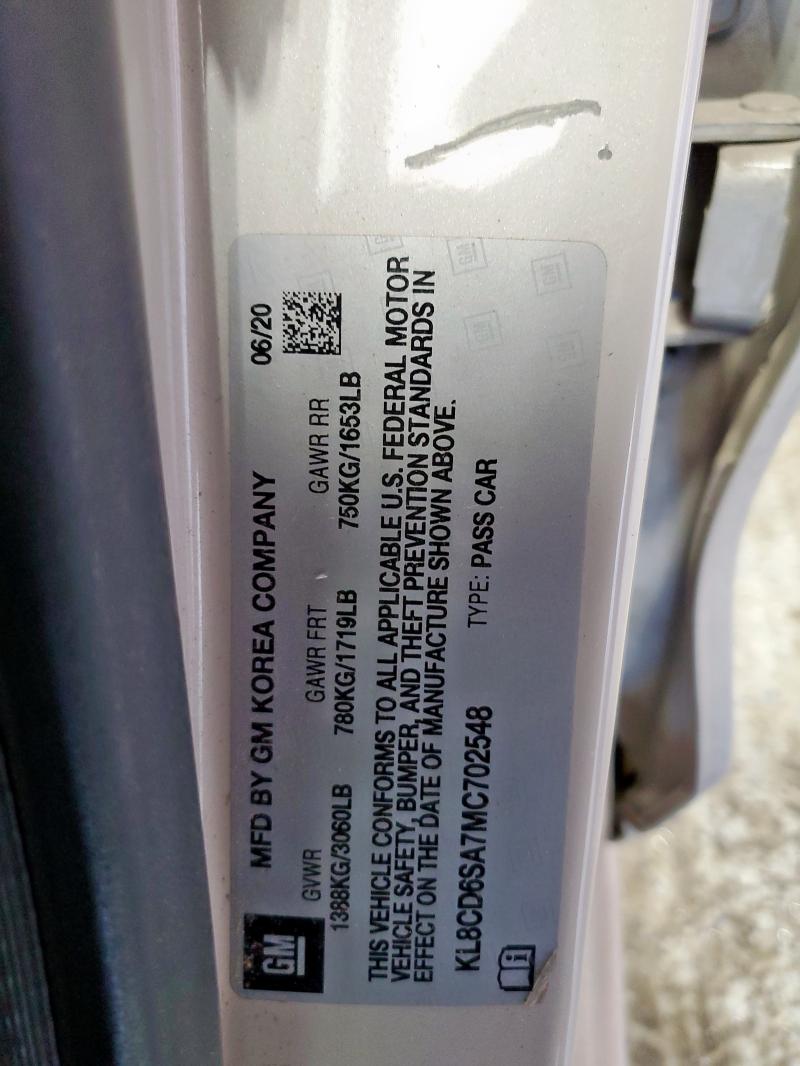 GM
MFD BY GM KOREA COMPANY 06/20
GVWR GAWR FRT GAWR RR
1388KG/3060LB 780KG/1719LB 750KG/1653LB
THIS VEHICLE CONFORMS TO ALL APPLICABLE U.S. FEDERAL MOTOR
VEHICLE SAFETY, BUMPER, AND THEFT PREVENTION STANDARDS IN
EFFECT ON THE DATE OF MANUFACTURE SHOWN ABOVE.
KL8CD6SA7MC702548 TYPE: PASS CAR